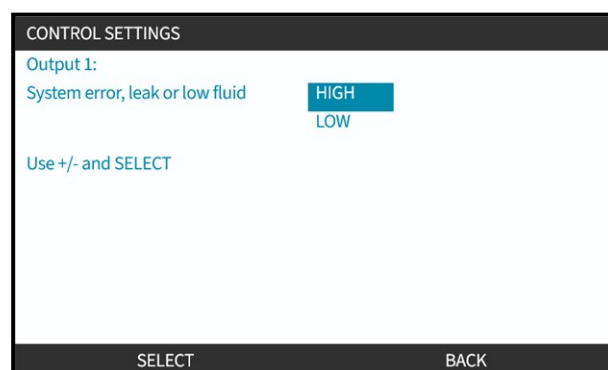 CONTROL SETTINGS
Output 1:
System error, leak or low fluid HIGH
LOW
Use +/- and SELECT
SELECT BACK